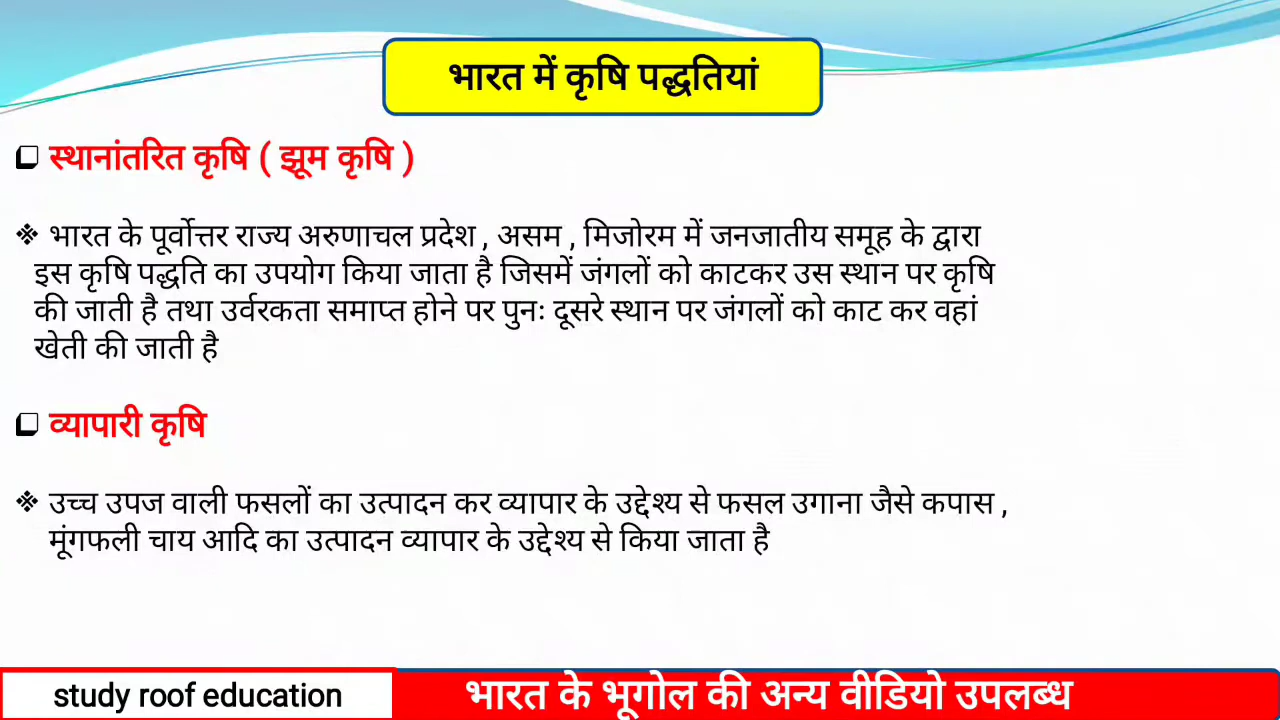 भारत में कृषि पद्धतियां
स्थानांतरित कृषि ( झूम कृषि )
भारत के पूर्वोत्तर राज्य अरुणाचल प्रदेश , असम , मिजोरम में जनजातीय समूह के द्वारा
इस कृषि पद्धति का उपयोग किया जाता है जिसमें जंगलों को काटकर उस स्थान पर कृषि
की जाती है तथा उर्वरकता समाप्त होने पर पुनः दूसरे स्थान पर जंगलों को काट कर वहां
खेती की जाती है
व्यापारी कृषि
उच्च उपज वाली फसलों का उत्पादन कर व्यापार के उद्देश्य से फसल उगाना जैसे कपास ,
मूंगफली चाय आदि का उत्पादन व्यापार के उद्देश्य से किया जाता है
study roof education
भारत के भूगोल की अन्य वीडियो उपलब्ध